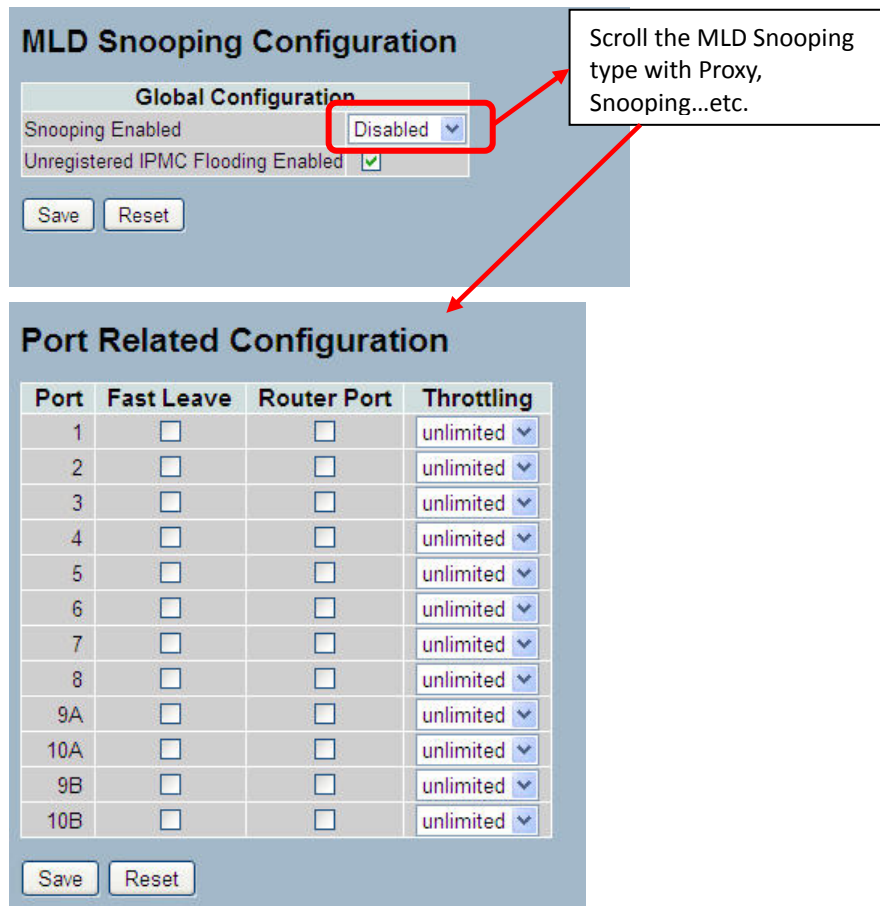 MLD Snooping Configuration
Scroll the MLD Snooping
type with Proxy,
Snooping...etc.
Global Configuration
Snooping Enabled Disabled
Unregistered IPMC Flooding Enabled
Save Reset
Port Related Configuration
Port Fast Leave Router Port Throttling
1 unlimited
2 unlimited
3 unlimited
4 unlimited
5 unlimited
6 unlimited
7 unlimited
8 unlimited
9A unlimited
10A unlimited
9B unlimited
10B unlimited
Save Reset